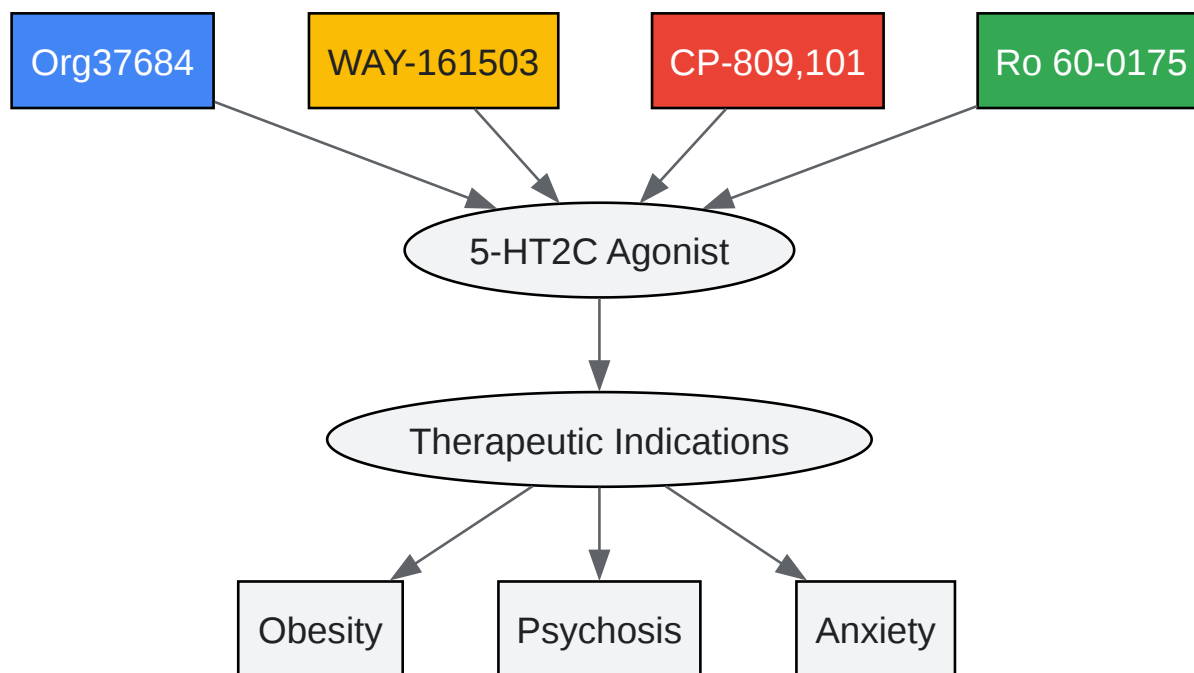 Org37684
WAY-161503
CP-809,101
Ro 60-0175
5-HT2C Agonist
Therapeutic Indications
Obesity
Psychosis
Anxiety